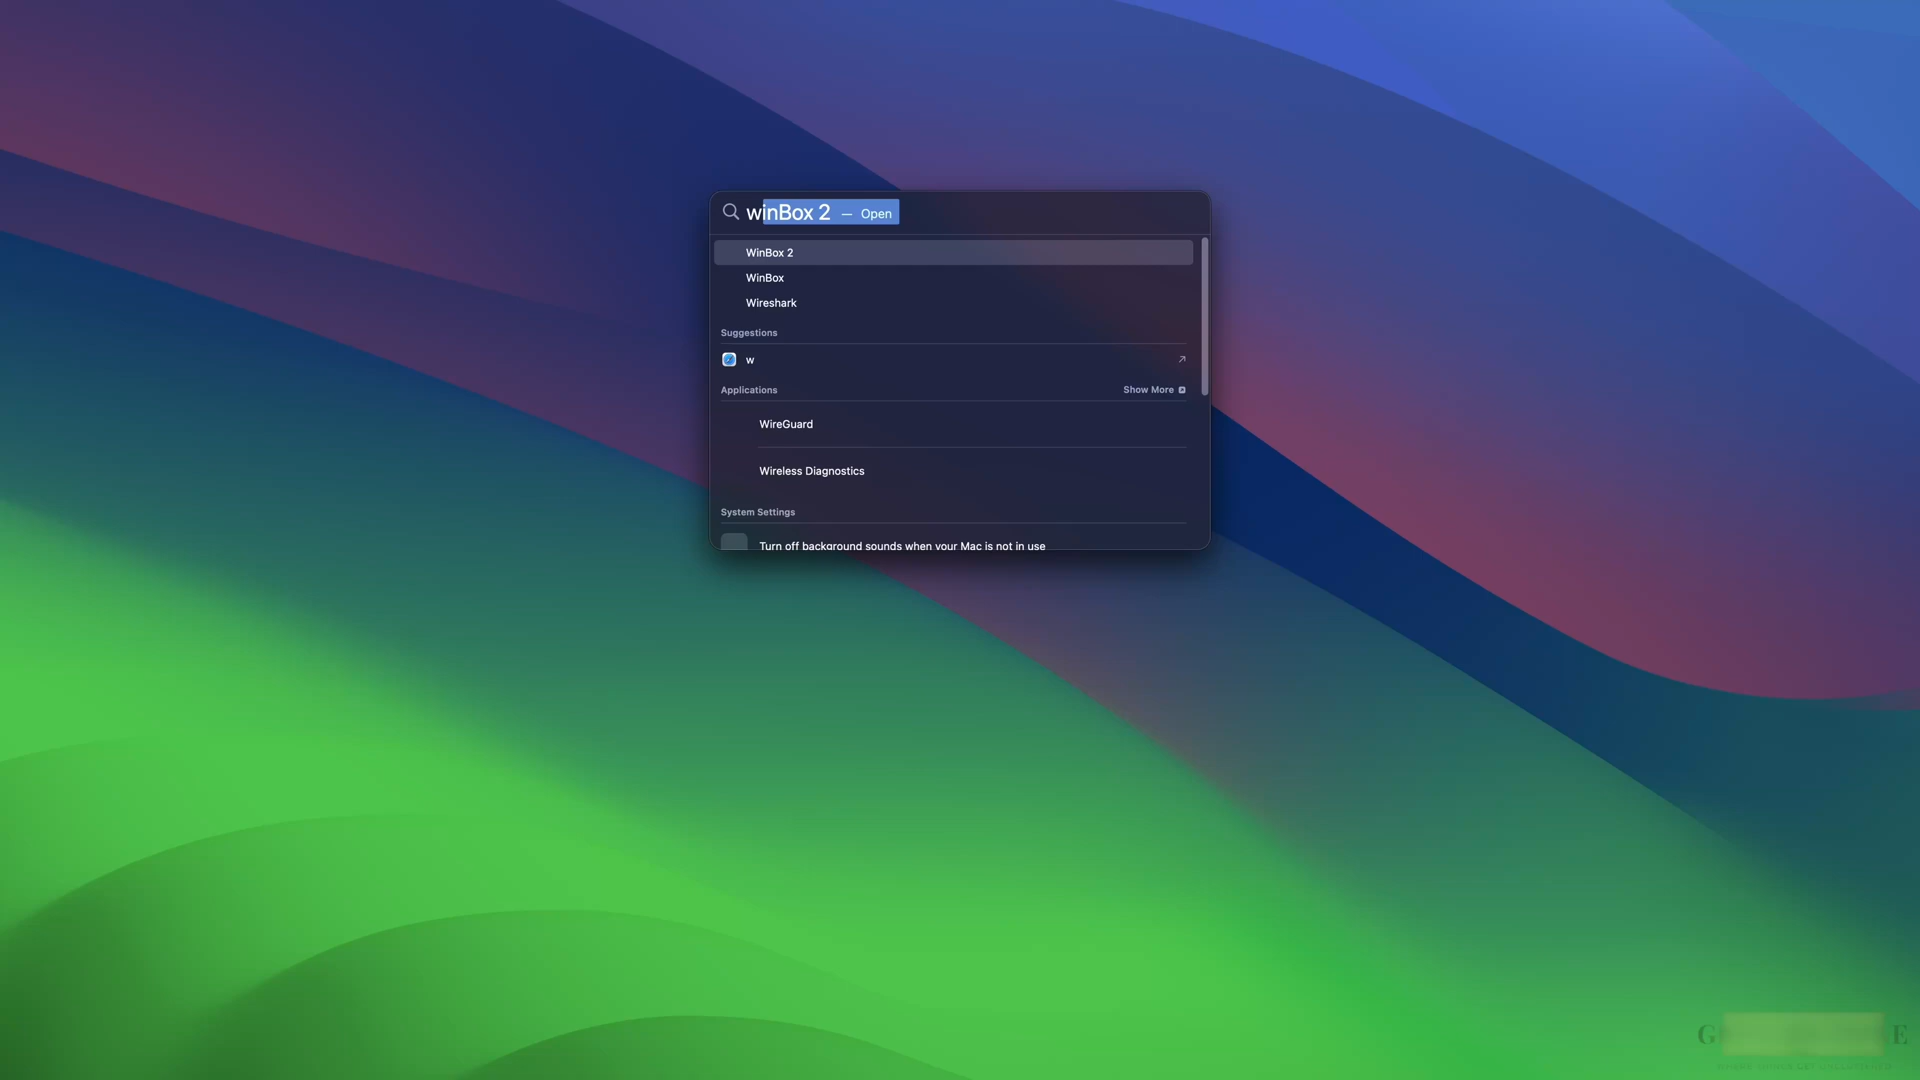 winBox 2 — Open
WinBox 2
WinBox
Wireshark
Suggestions
w
Applications Show More
WireGuard
Wireless Diagnostics
System Settings
Turn off background sounds when your Mac is not in use